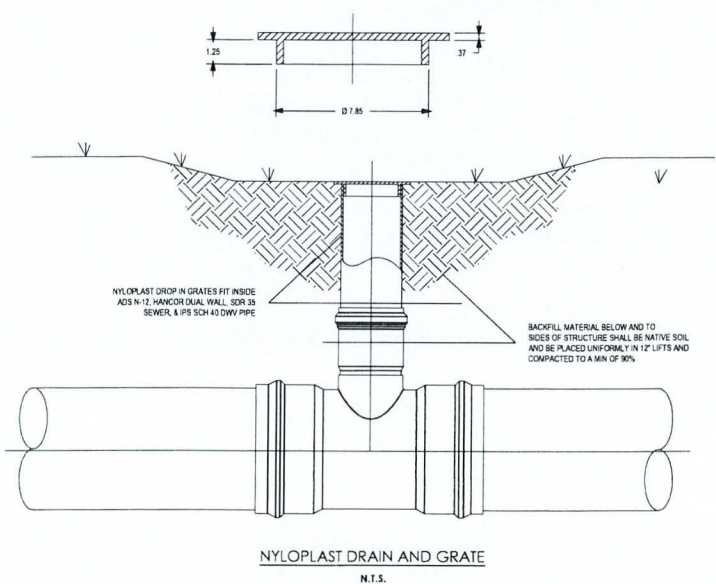 1.25
.37
Ø 7.85
NYLOPLAST DROP IN GRATES FIT INSIDE
ADS N-12, HANCOR DUAL WALL, SDR 35
SEWER, & IPS SCH 40 DWV PIPE
BACKFILL MATERIAL BELOW AND TO
SIDES OF STRUCTURE SHALL BE NATIVE SOIL
AND BE PLACED UNIFORMLY IN 12" LIFTS AND
COMPACTED TO A MIN OF 90%
NYLOPLAST DRAIN AND GRATE
N.T.S.